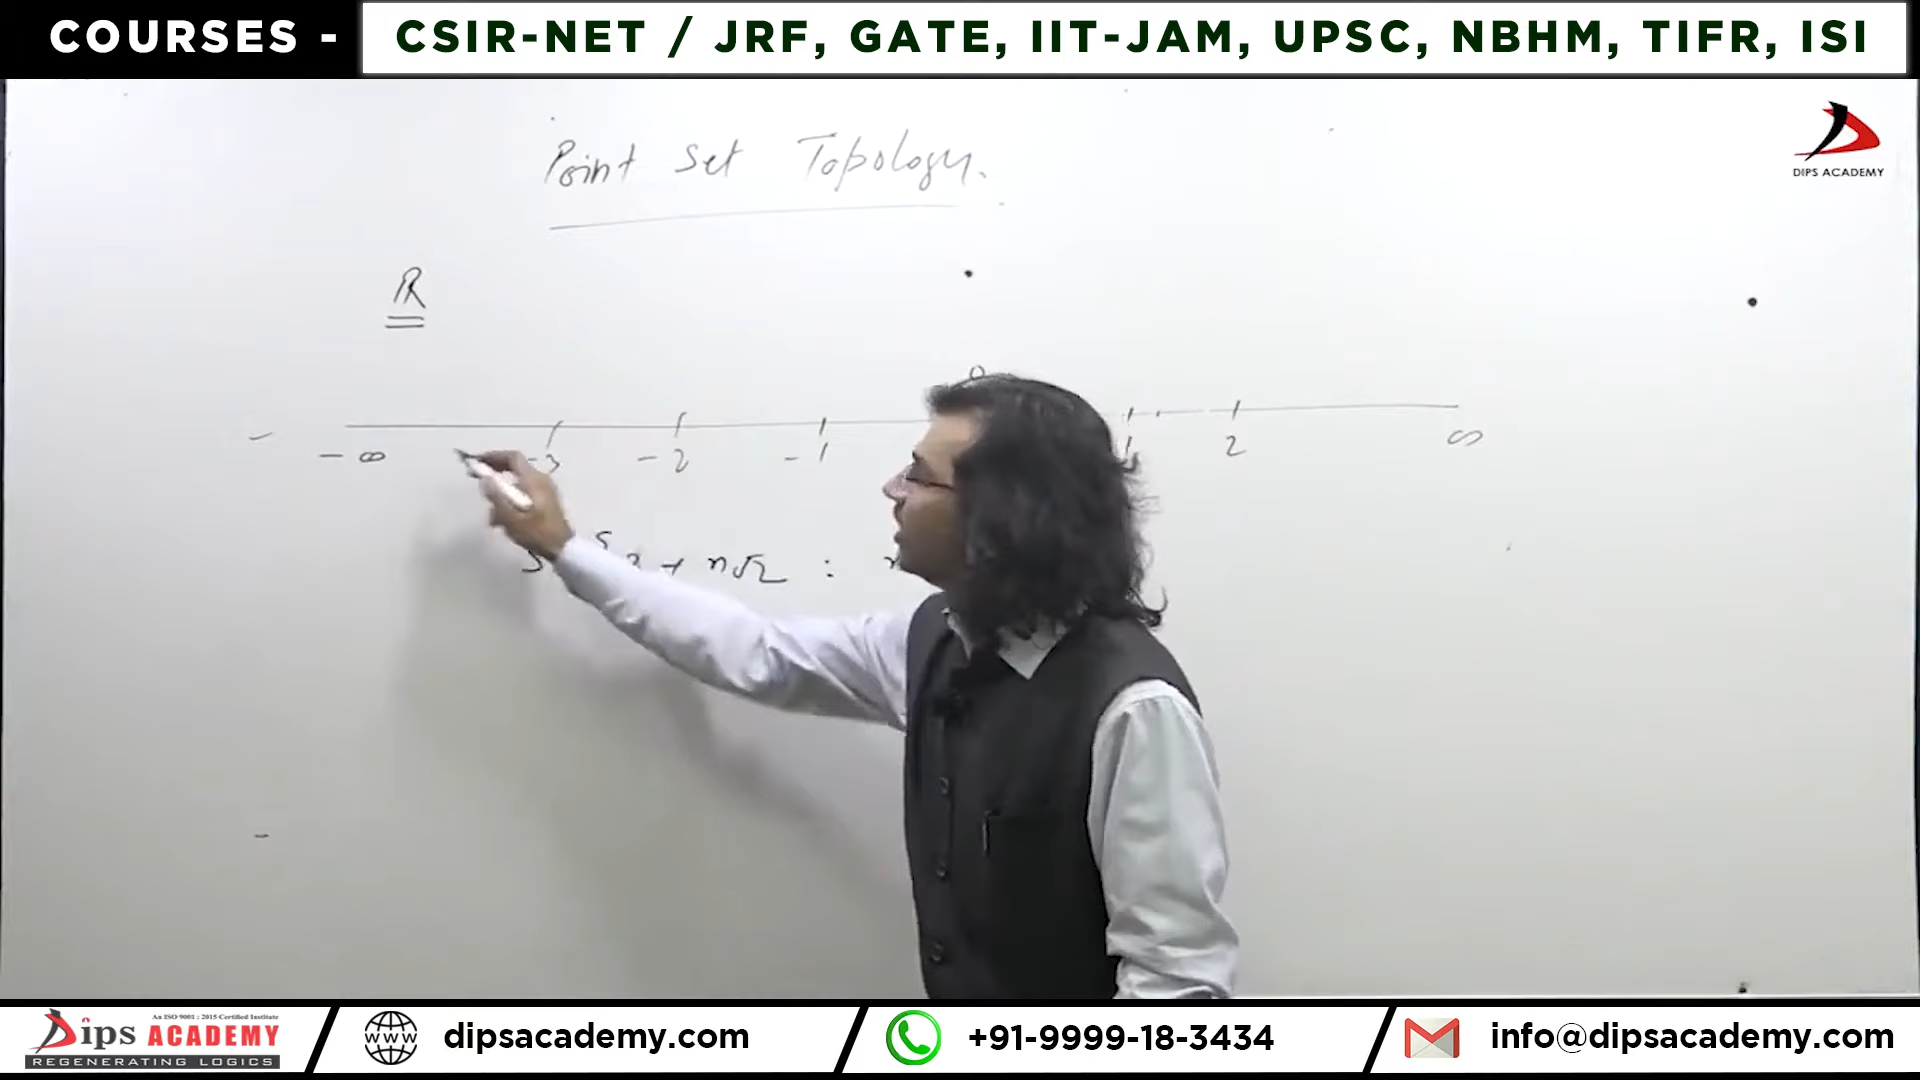 COURSES - CSIR-NET / JRF, GATE, IIT-JAM, UPSC, NBHM, TIFR, ISI
DIPS ACADEMY
Point Set Topology.
R
0
-∞ -3 -2 -1 1 2 ∞
+ n√2 :
Dips ACADEMY
An ISO 9001 : 2015 Certified Institute
REGENERATING LOGICS
WWW
dipsacademy.com
+91-9999-18-3434
info@dipsacademy.com